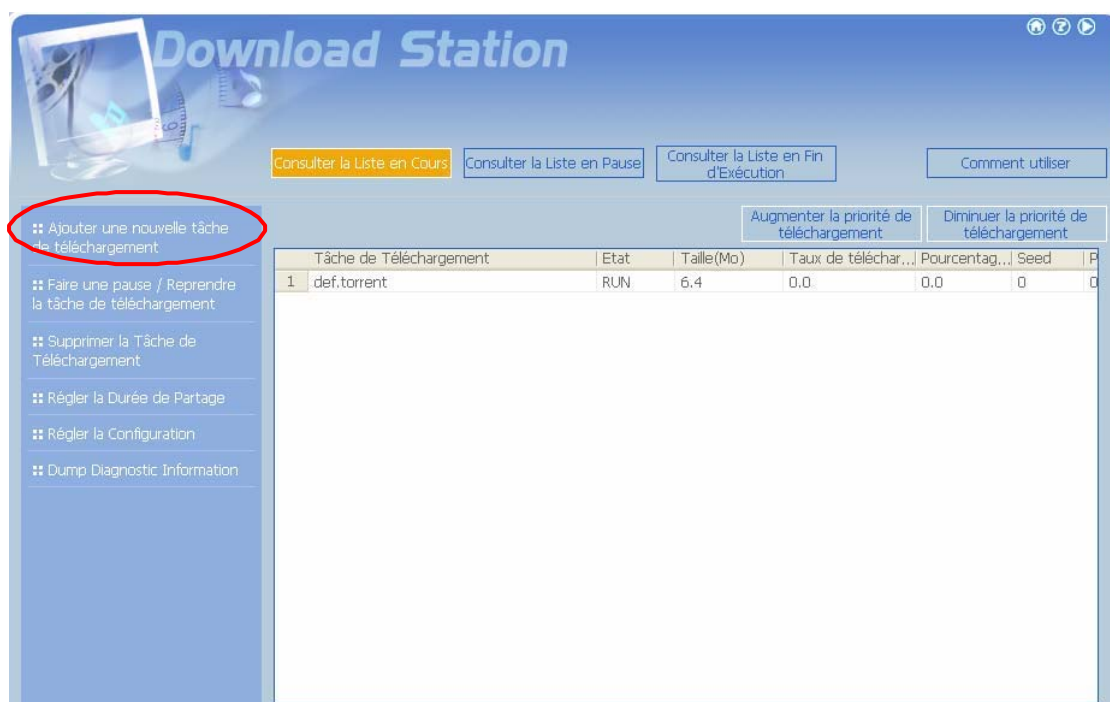 Download Station
Consulter la Liste en Cours
Consulter la Liste en Pause
Consulter la Liste en Fin
d'Exécution
Comment utiliser
:: Ajouter une nouvelle tâche
de téléchargement
:: Faire une pause / Reprendre
la tâche de téléchargement
:: Supprimer la Tâche de
Téléchargement
:: Régler la Durée de Partage
:: Régler la Configuration
:: Dump Diagnostic Information
Augmenter la priorité de
téléchargement
Diminuer la priorité de
téléchargement
Tâche de Téléchargement Etat Taille(Mo) Taux de téléchar... Pourcentag... Seed P
1 def.torrent RUN 6.4 0.0 0.0 0 0